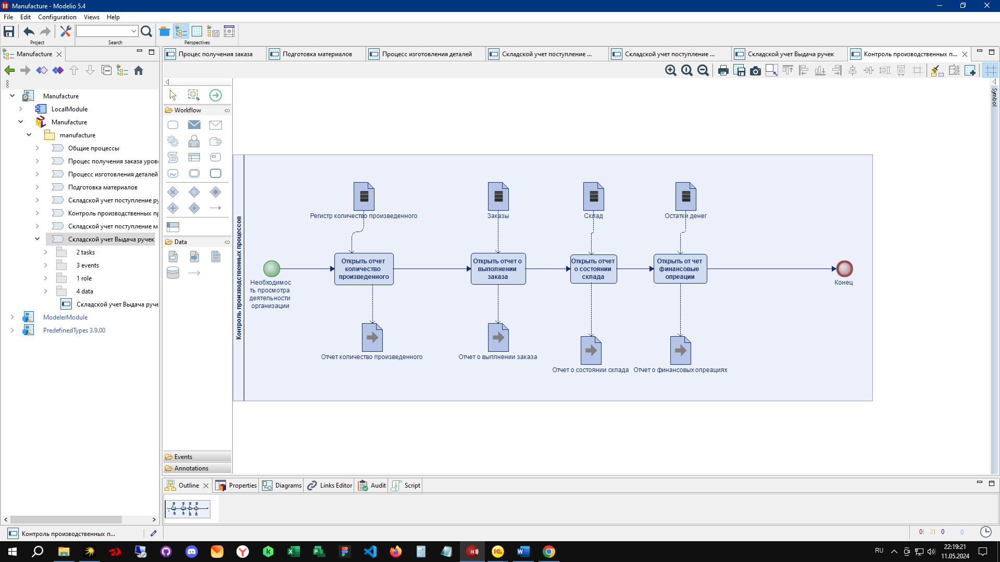 Manufacture - Modelio 5.4
File Edit Configuration Views Help
Project
Search
Perspectives
Manufacture
Процес получения заказа
Подготовка материалов
Процесс изготовления деталей
Складской учет поступление ...
Складской учет поступление ...
Складской учет Выдача ручек
Контроль производственных п...
Manufacture
LocalModule
Manufacture
manufacture
Общие процессы
Процес получения заказа уров
Процесс изготовления деталей
Подготовка материалов
Складской учет поступление ру
Контроль производственных пр
Складской учет поступление м
Складской учет Выдача ручек
2 tasks
3 events
1 role
4 data
Складской учет Выдача руче
ModelerModule
PredefinedTypes 3.9.00
Workflow
Data
Events
Annotations
Symbol
Контроль производственных процессов
Регистр количество произведенного
Заказы
Склад
Остатки денег
Необходимос
ть просмотра
деятельности
организации
Открыть отчет
количество
произведенного
Открыть отчет о
выполнении
заказа
Открыть отчет
о состоянии
склада
Открыть от чет
финансовые
опреации
Конец
Отчет количество произведенного
Отчет о выплнении заказа
Отчет о состоянии склада
Отчет о финансовых опреациях
Outline
Properties
Diagrams
Links Editor
Audit
Script
Контроль производственных п...
0 2 0 0
RU
22:19:21
11.05.2024